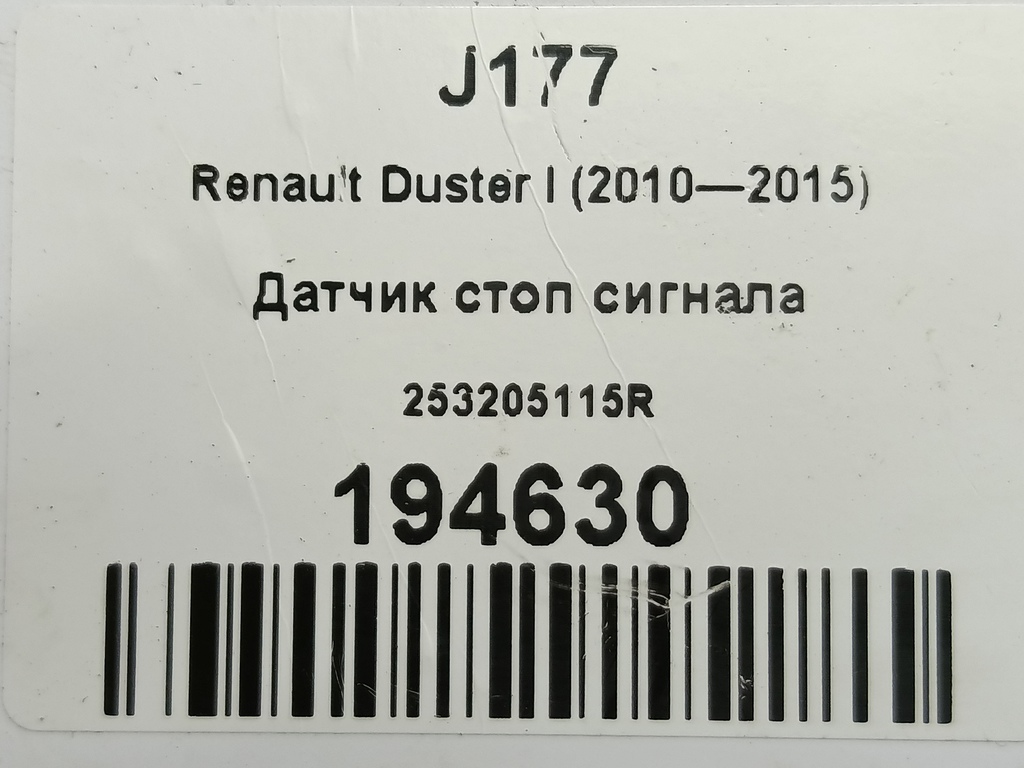 J177
Renault Duster I (2010—2015)
Датчик стоп сигнала
253205115R
194630